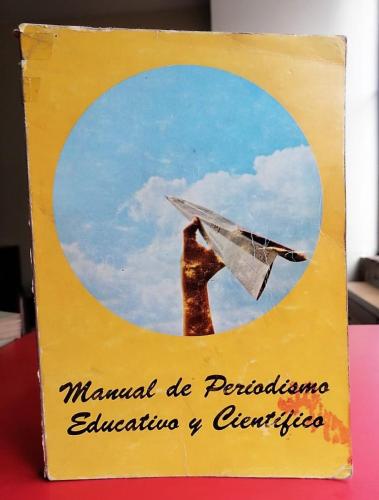 Manual de Periodismo
Educativo y Científico